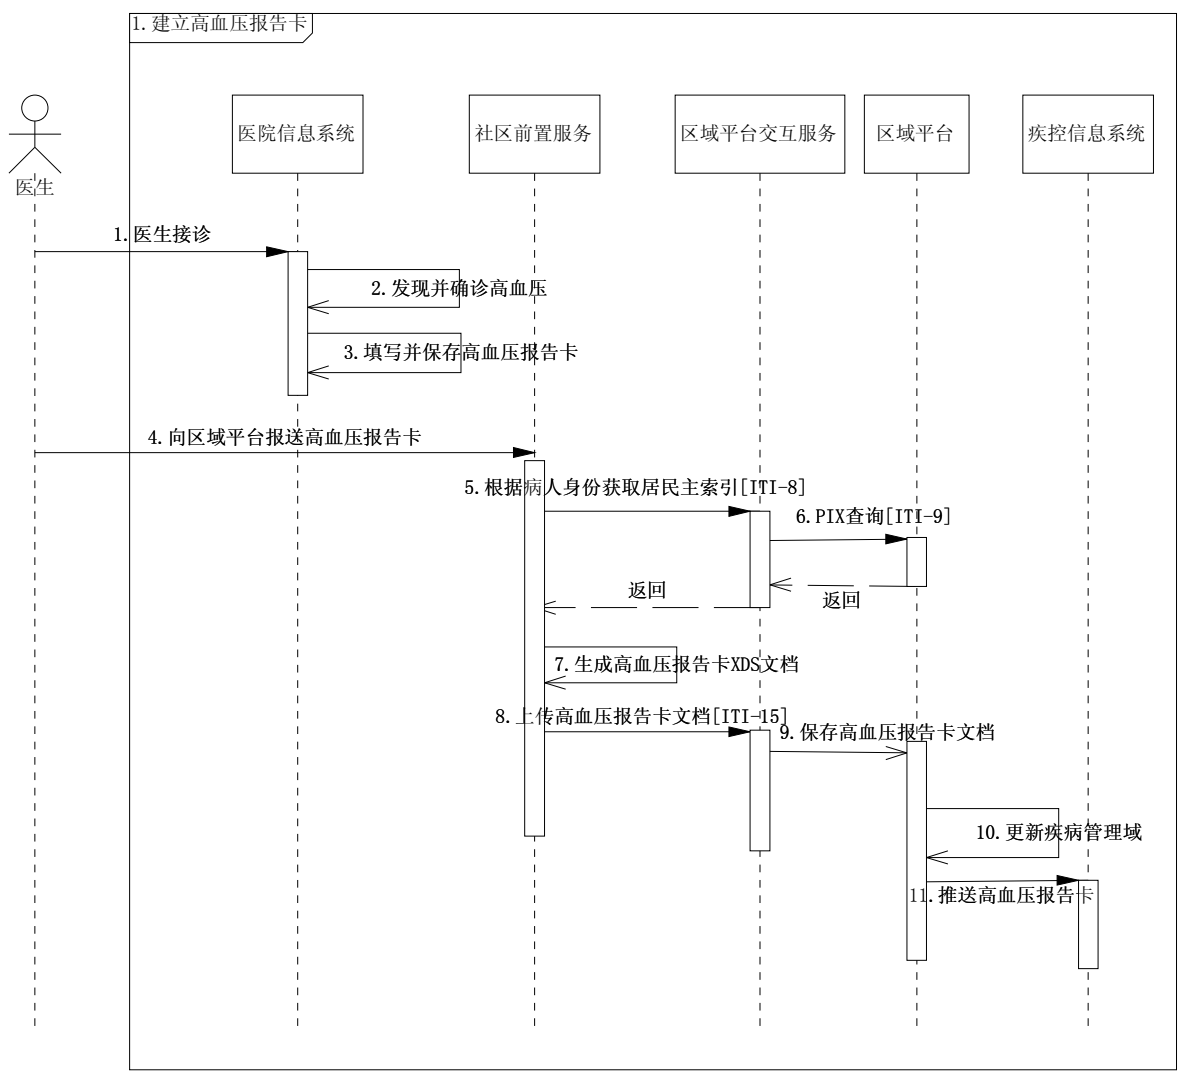 1.建立高血压报告卡
医生
医院信息系统
社区前置服务
区域平台交互服务
区域平台
疾控信息系统
1.医生接诊
2.发现并确诊高血压
3.填写并保存高血压报告卡
4.向区域平台报送高血压报告卡
5.根据病人身份获取居民主索引[ITI-8]
6.PIX查询[ITI-9]
返回
返回
7.生成高血压报告卡XDS文档
8.上传高血压报告卡文档[ITI-15]
9.保存高血压报告卡文档
10.更新疾病管理域
11.推送高血压报告卡